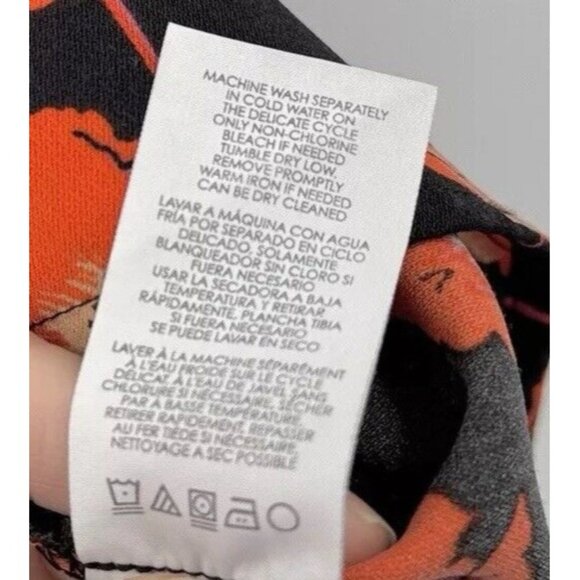 MACHINE WASH SEPARATELY
IN COLD WATER ON
THE DELICATE CYCLE
ONLY NON-CHLORINE
BLEACH IF NEEDED
TUMBLE DRY LOW
REMOVE PROMPTLY
WARM IRON IF NEEDED
CAN BE DRY CLEANED
LAVAR A MÁQUINA CON AGUA
FRÍA POR SEPARADO EN CICLO
DELICADO. SOLAMENTE
BLANQUEADOR SIN CLORO SI
FUERA NECESARIO
USAR LA SECADORA A BAJA
TEMPERATURA Y RETIRAR
RÁPIDAMENTE. PLANCHA TIBIA
SI FUERA NECESARIO
SE PUEDE LAVAR EN SECO
LAVER À LA MACHINE SÉPARÉMENT
À L'EAU FROIDE SUR LE CYCLE
DÉLICAT À L'EAU DE JAVEL SANS
CHLORURE SI NÉCESSAIRE. SÉCHER
PAR A BASSE TEMPÉRATURE
RETIRER RAPIDEMENT. REPASSER
AU FER TIÈDE SI NÉCESSAIRE
NETTOYAGE A SEC POSSIBLE